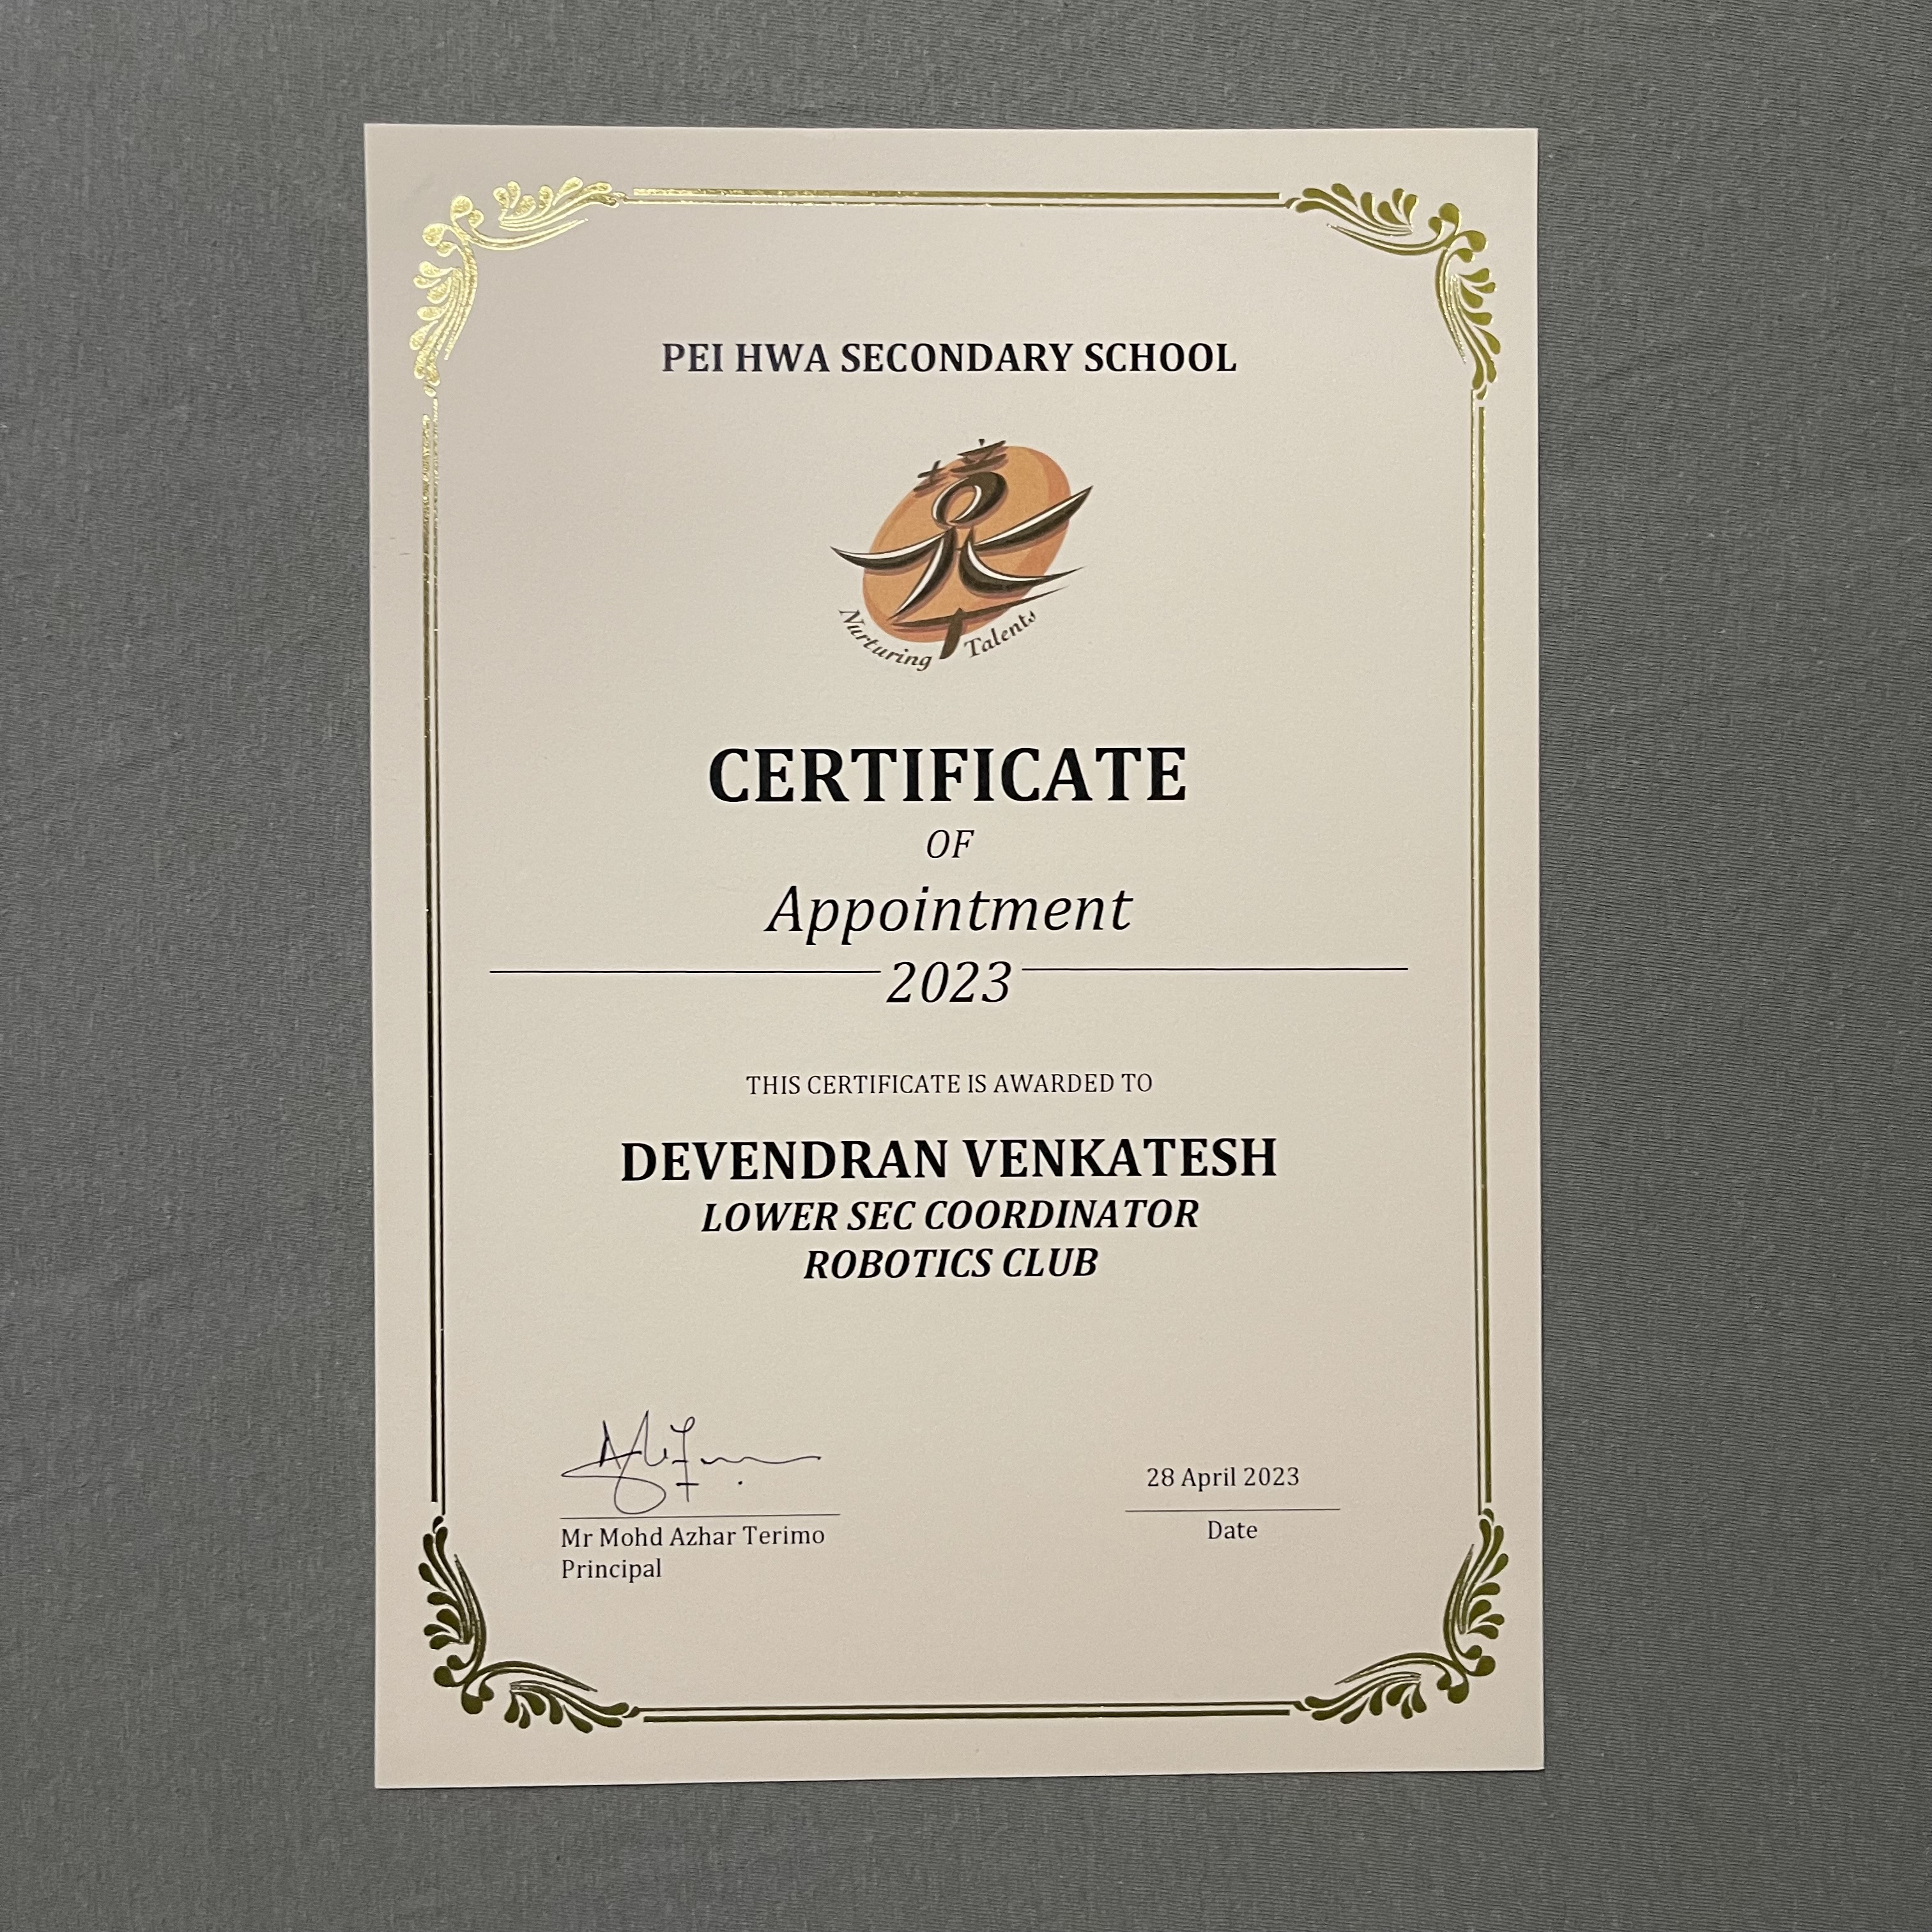 PEI HWA SECONDARY SCHOOL
Nurturing Talents
CERTIFICATE
OF
Appointment
2023
THIS CERTIFICATE IS AWARDED TO
DEVENDRAN VENKATESH
LOWER SEC COORDINATOR
ROBOTICS CLUB
28 April 2023
Mr Mohd Azhar Terimo
Principal
Date